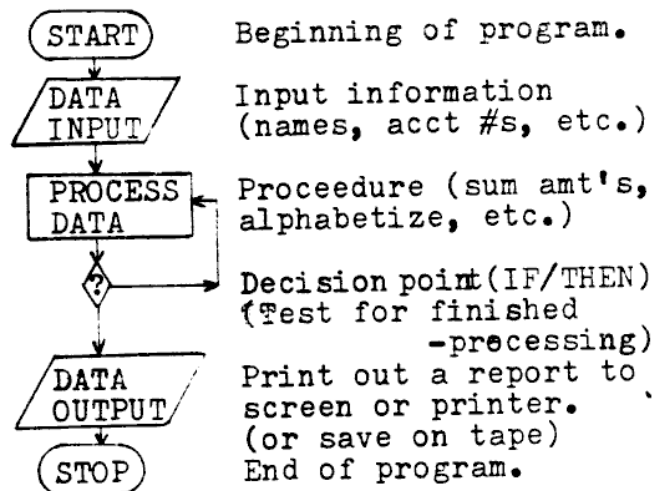 START Beginning of program.
DATA Input information
INPUT (names, acct #s, etc.)
PROCESS Proceedure (sum amt's,
DATA alphabetize, etc.)
? Decision point(IF/THEN)
(Test for finished
-processing)
DATA Print out a report to
OUTPUT screen or printer.
(or save on tape)
STOP End of program.